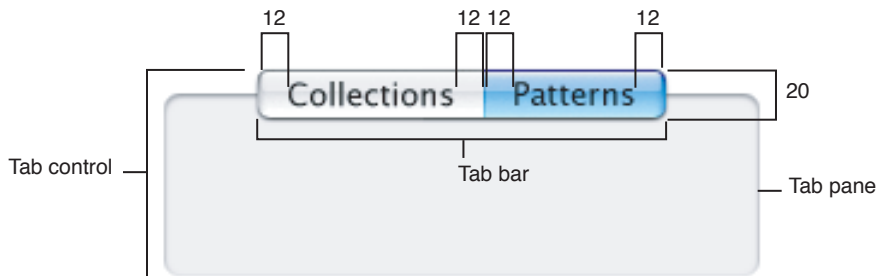 12 12 12 12
Collections Patterns
20
Tab bar
Tab control
Tab pane